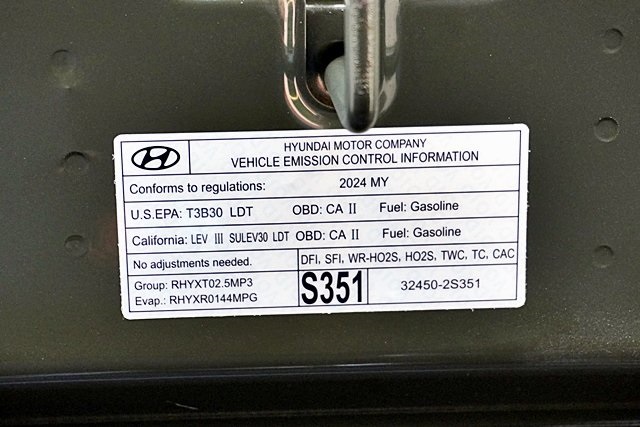 HYUNDAI MOTOR COMPANY
VEHICLE EMISSION CONTROL INFORMATION
Conforms to regulations: 2024 MY
U.S.EPA: T3B30 LDT OBD: CA II Fuel: Gasoline
California: LEV III SULEV30 LDT OBD: CA II Fuel: Gasoline
No adjustments needed. DFI, SFI, WR-HO2S, HO2S, TWC, TC, CAC
Group: RHYXT02.5MP3
Evap.: RHYXR0144MPG
S351 32450-2S351